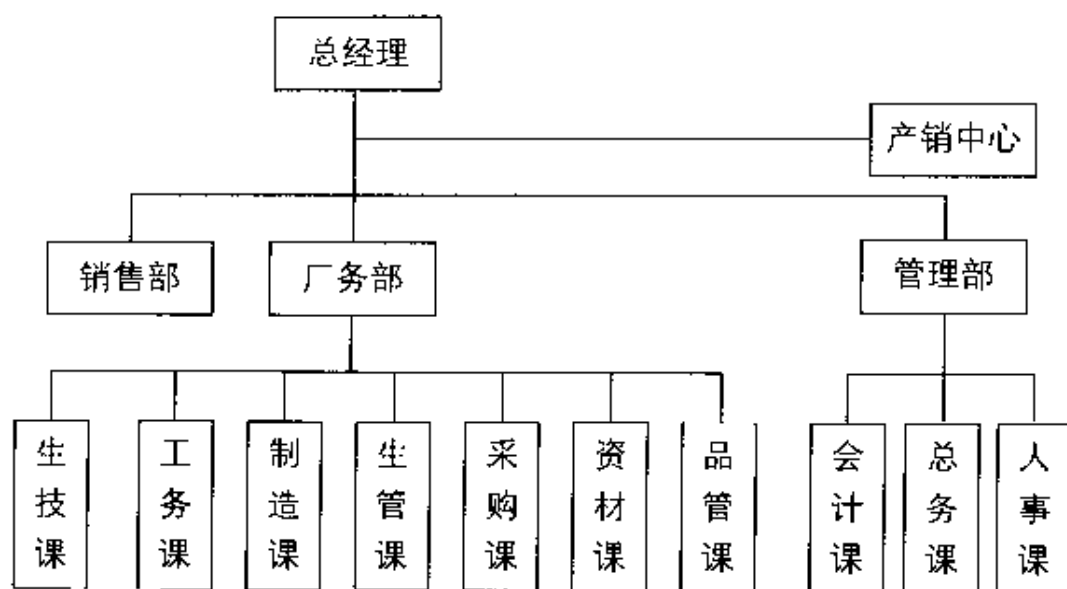 总经理
产销中心
销售部
厂务部
管理部
生技课
工务课
制造课
生管课
采购课
资材课
品管课
会计课
总务课
人事课